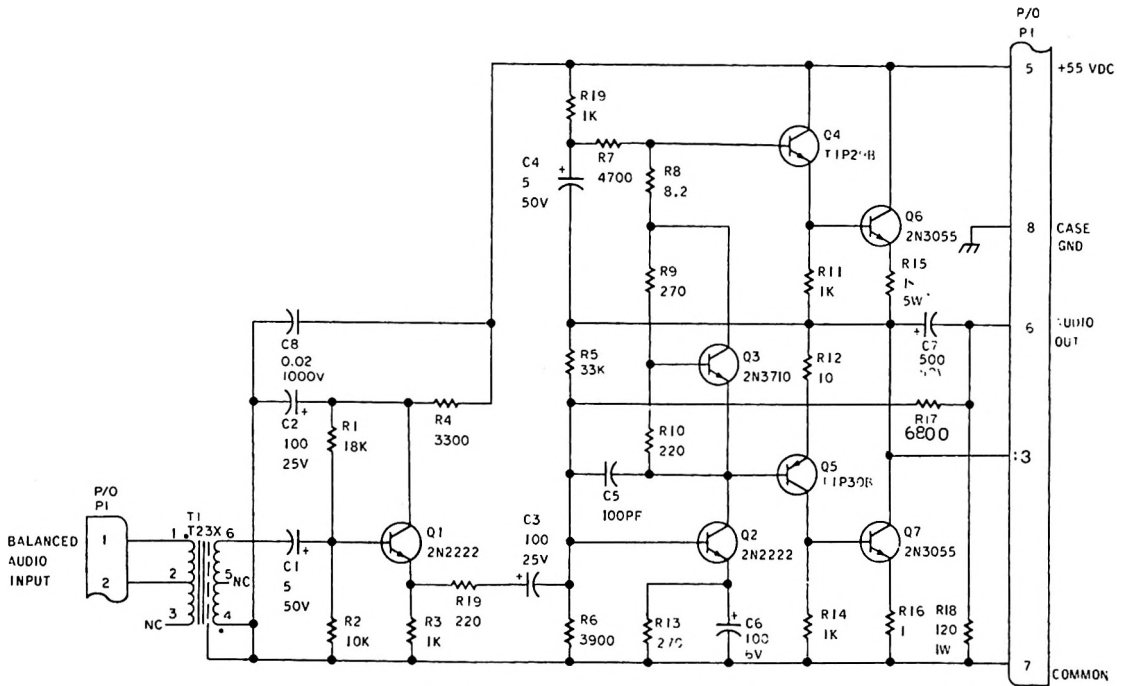 P/O
P1
5
+55 VDC
R19
1K
Q4
C4
+
5
50V
R7
4700
R8
8.2
Q6
2N3055
8
CASE
GND
R9
270
R11
1K
R15
5W
6
OUT
+
C7
500
C8
0.02
1000V
R5
33K
Q3
2N3710
R12
10
R17
6800
C2
+
100
25V
R1
18K
R4
3300
R10
220
Q5
3
C5
100PF
P/O
P1
BALANCED
AUDIO
INPUT
1
2
T1
T23X
1
6
2
5
NC
3
4
NC
C1
+
5
50V
Q1
2N2222
C3
100
25V
+
Q2
2N2222
Q7
2N3055
R19
220
R2
10K
R3
1K
R6
3900
R13
+
C6
R14
1K
R16
1
R18
120
1W
7
COMMON